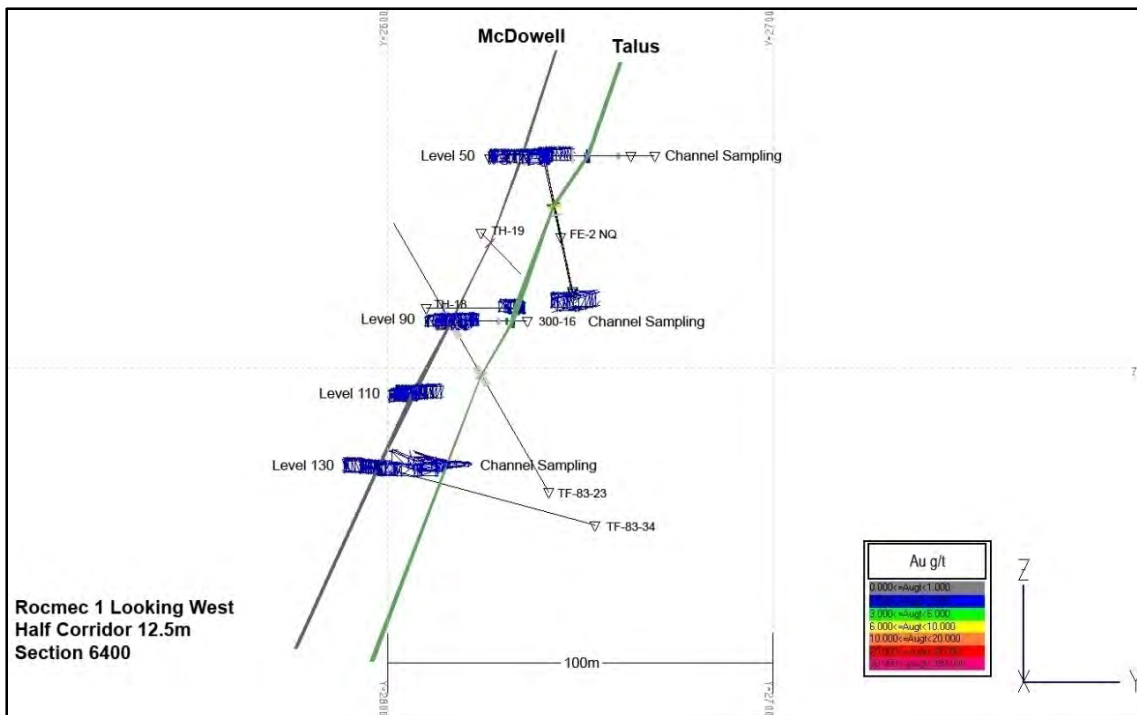 Y=2600
Y=2700
McDowell
Talus
Level 50
Channel Sampling
TH-19
FE-2 NQ
TH-18
Level 90
300-16
Channel Sampling
Level 110
Level 130
Channel Sampling
TF-83-23
TF-83-34
Au g/t
0.000<=Augt<1.000
3.000<=Augt<6.000
6.000<=Augt<10.000
10.000<=Augt<20.000
Rocmec 1 Looking West
Half Corridor 12.5m
Section 6400
100m
Z
X
Y